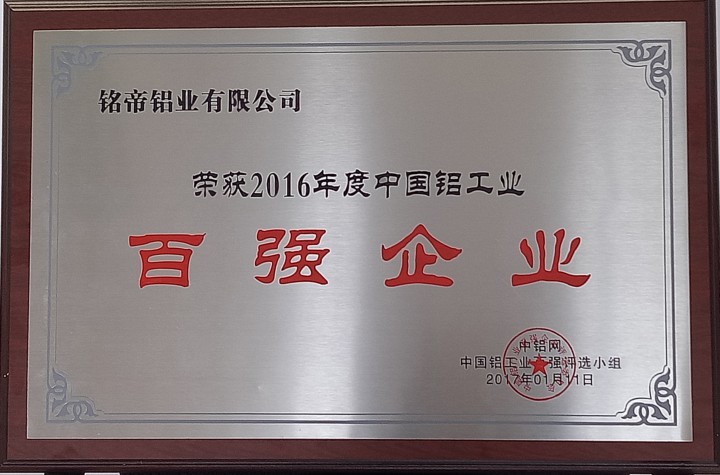 铭帝铝业有限公司
荣获2016年度中国铝工业
百强企业
中铝网
中国铝工业百强评选小组
2017年01月11日